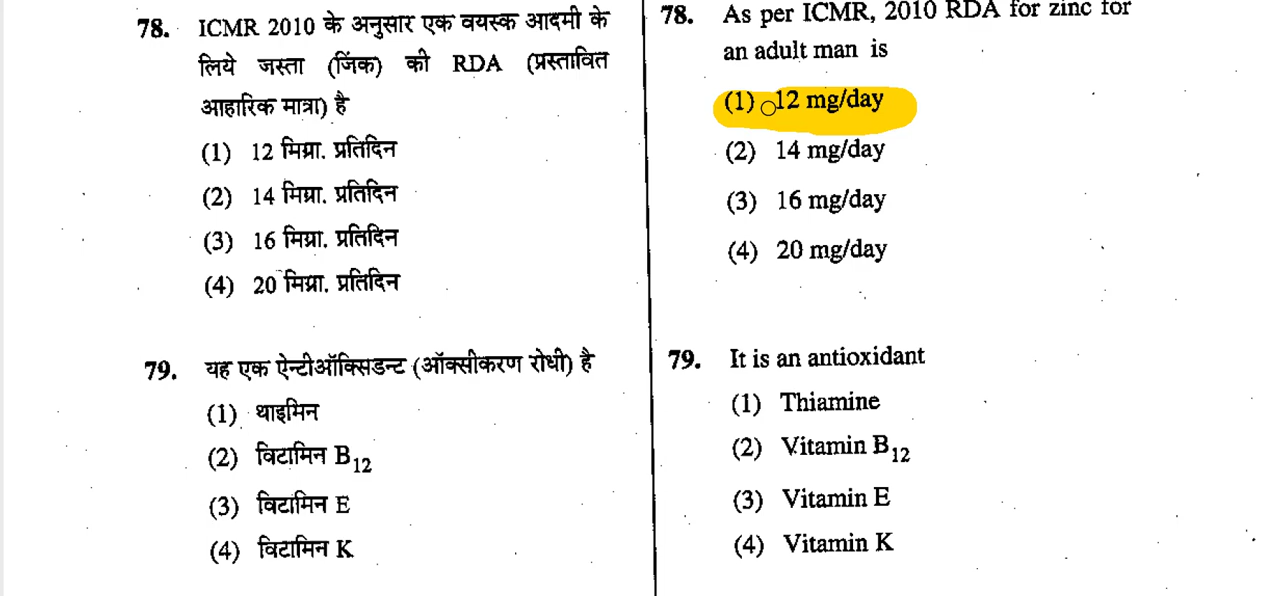 78. ICMR 2010 के अनुसार एक वयस्क आदमी के
लिये जस्ता (जिंक) की RDA (प्रस्तावित
आहारिक मात्रा) है
(1) 12 मिग्रा. प्रतिदिन
(2) 14 मिग्रा. प्रतिदिन
(3) 16 मिग्रा. प्रतिदिन
(4) 20 मिग्रा. प्रतिदिन
79. यह एक ऐन्टीऑक्सिडन्ट (ऑक्सीकरण रोधी) है
(1) थाइमिन
(2) विटामिन B12
(3) विटामिन E
(4) विटामिन K
78. As per ICMR, 2010 RDA for zinc for
an adult man is
(1) 12 mg/day
(2) 14 mg/day
(3) 16 mg/day
(4) 20 mg/day
79. It is an antioxidant
(1) Thiamine
(2) Vitamin B12
(3) Vitamin E
(4) Vitamin K